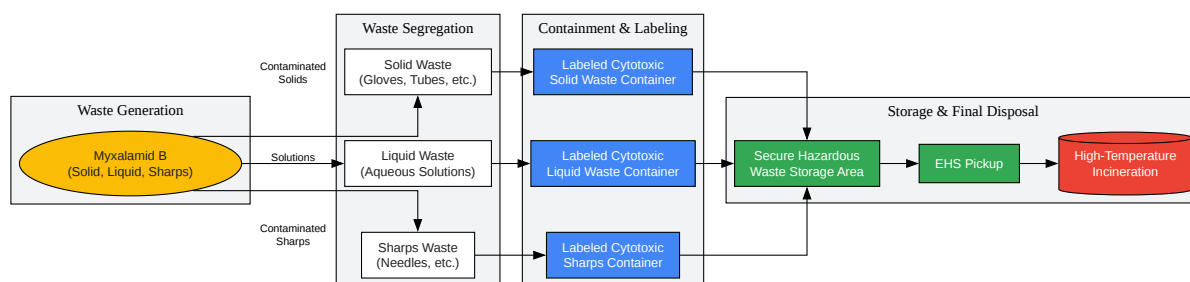 Waste Segregation
Containment & Labeling
Contaminated
Solids
Solid Waste
(Gloves, Tubes, etc.)
Labeled Cytotoxic
Solid Waste Container
Waste Generation
Storage & Final Disposal
Myxalamid B
(Solid, Liquid, Sharps)
Solutions
Liquid Waste
(Aqueous Solutions)
Labeled Cytotoxic
Liquid Waste Container
Secure Hazardous
Waste Storage Area
EHS Pickup
High-Temperature
Incineration
Contaminated
Sharps
Sharps Waste
(Needles, etc.)
Labeled Cytotoxic
Sharps Container